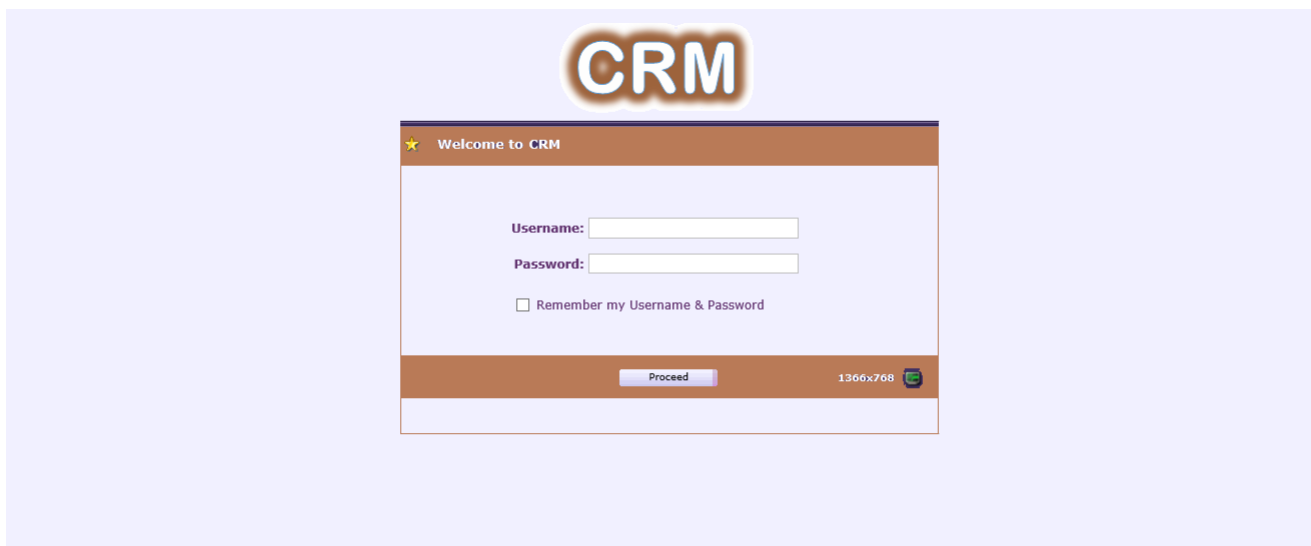 CRM
Welcome to CRM
Username:
Password:
Remember my Username & Password
Proceed
1366x768